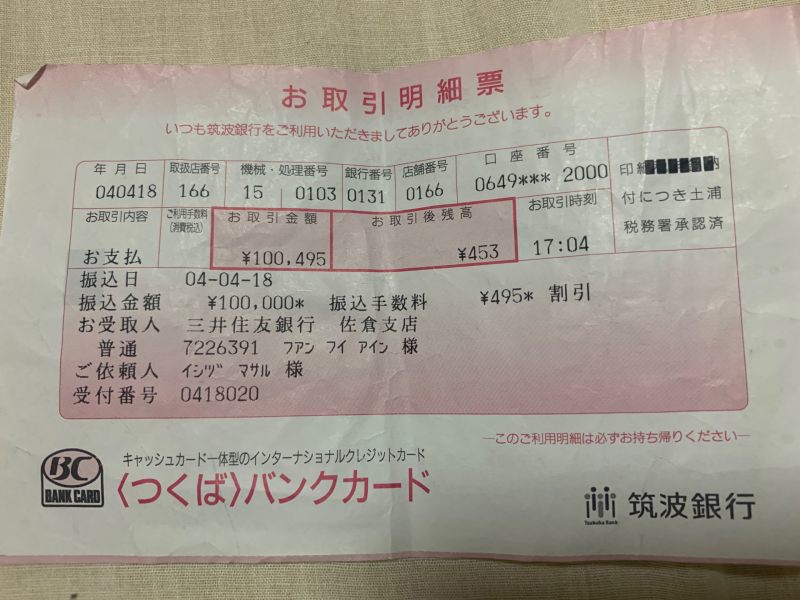 お取引明細票
いつも筑波銀行をご利用いただきましてありがとうございます。
年月日 取扱店番号 機械・処理番号 銀行番号 店舗番号 口座番号
040418 166 15 0103 0131 0166 0649*** 2000
印紙 納
付につき土浦
税務署承認済
お取引内容 ご利用手数料(消費税込) お取引金額 お取引後残高 お取引時刻
お支払 ¥100,495 ¥453 17:04
振込日 04-04-18
振込金額 ¥100,000* 振込手数料 ¥495* 割引
お受取人 三井住友銀行 佐倉支店
普通 7226391 ファン フイ アイン 様
ご依頼人 イシヅ マサル 様
受付番号 0418020
―このご利用明細は必ずお持ち帰りください―
BC
BANK CARD
キャッシュカード一体型のインターナショナルクレジットカード
〈つくば〉バンクカード
Tsukuba Bank
筑波銀行